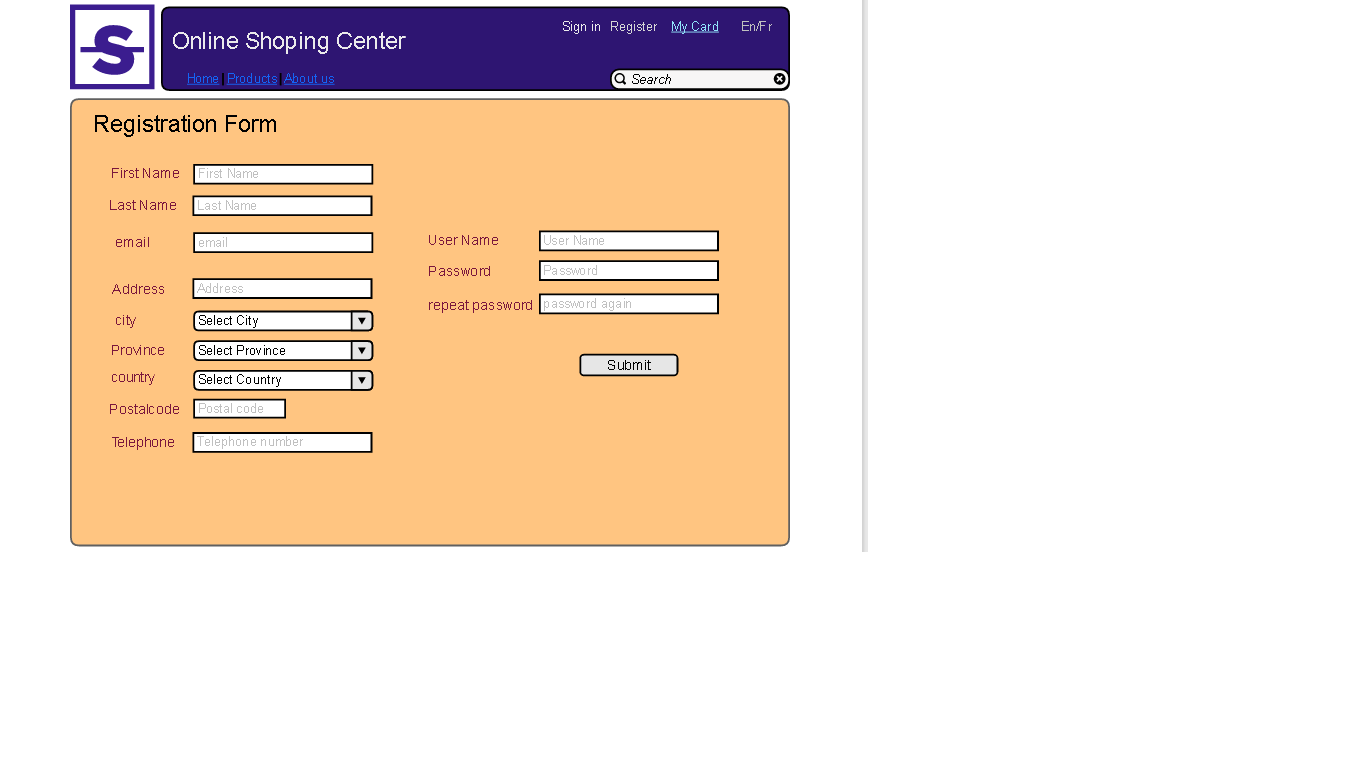 S
Sign in Register My Card En/Fr
Online Shoping Center
Home | Products | About us
Search
Registration Form
First Name First Name
Last Name Last Name
email email
User Name User Name
Password Password
Address Address
repeat password password again
city Select City
Province Select Province
Submit
country Select Country
Postalcode Postal code
Telephone Telephone number